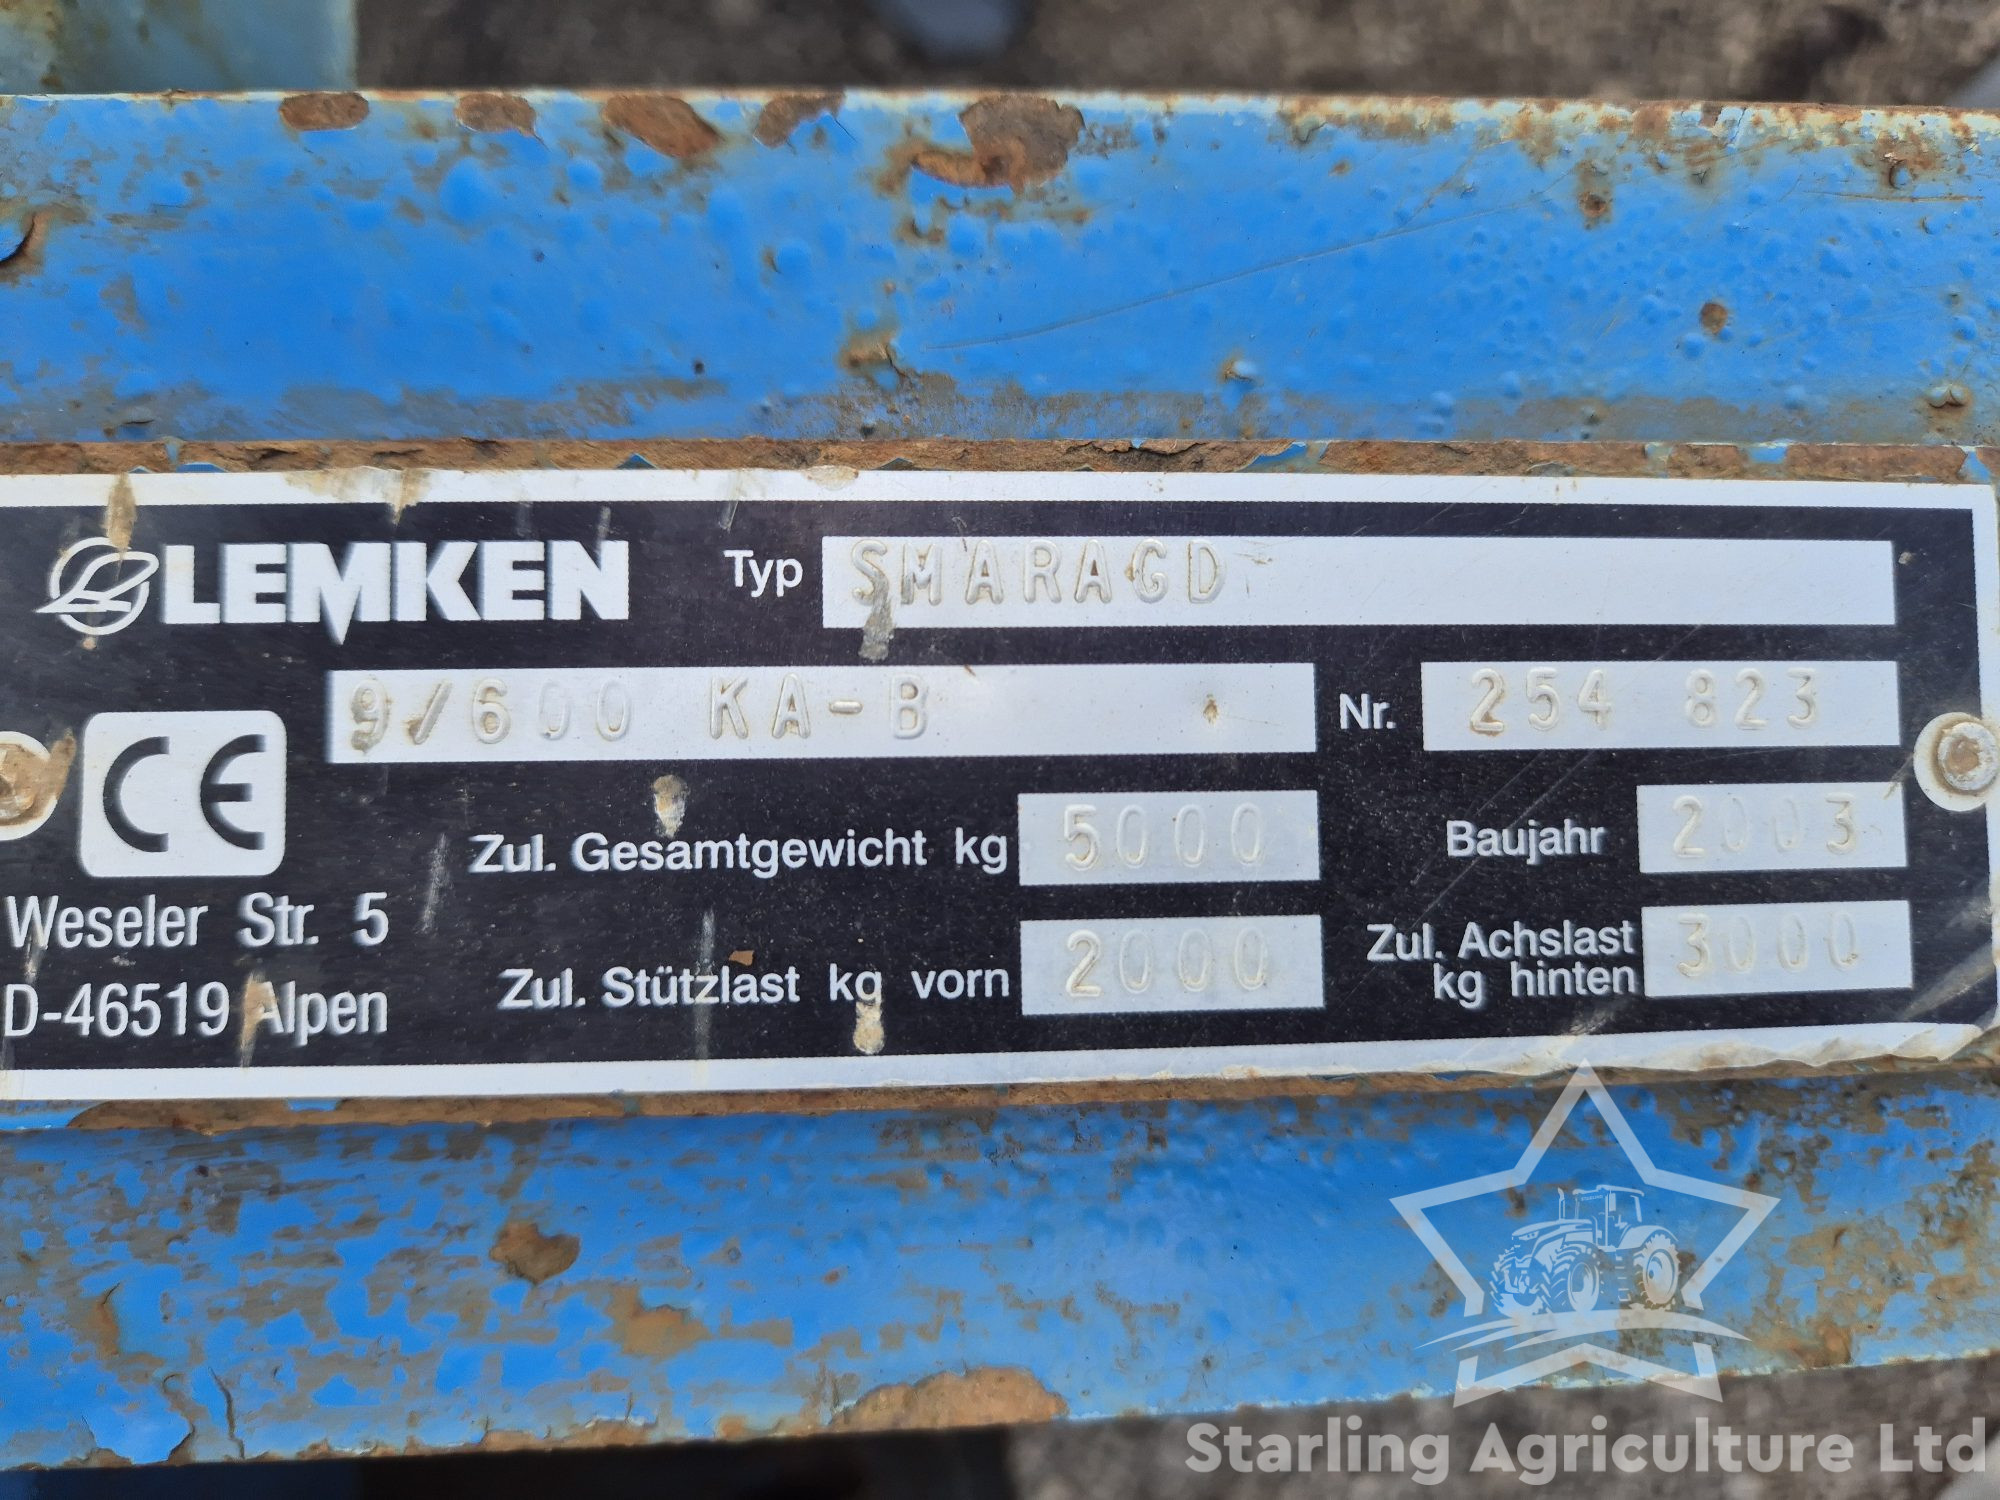 LEMKEN Typ SMARAGD
9/600 KA-B Nr. 254 823
CE
Zul. Gesamtgewicht kg 5000 Baujahr 2003
Weseler Str. 5
Zul. Stützlast kg vorn 2000 Zul. Achslast kg hinten 3000
D-46519 Alpen
Starling Agriculture Ltd